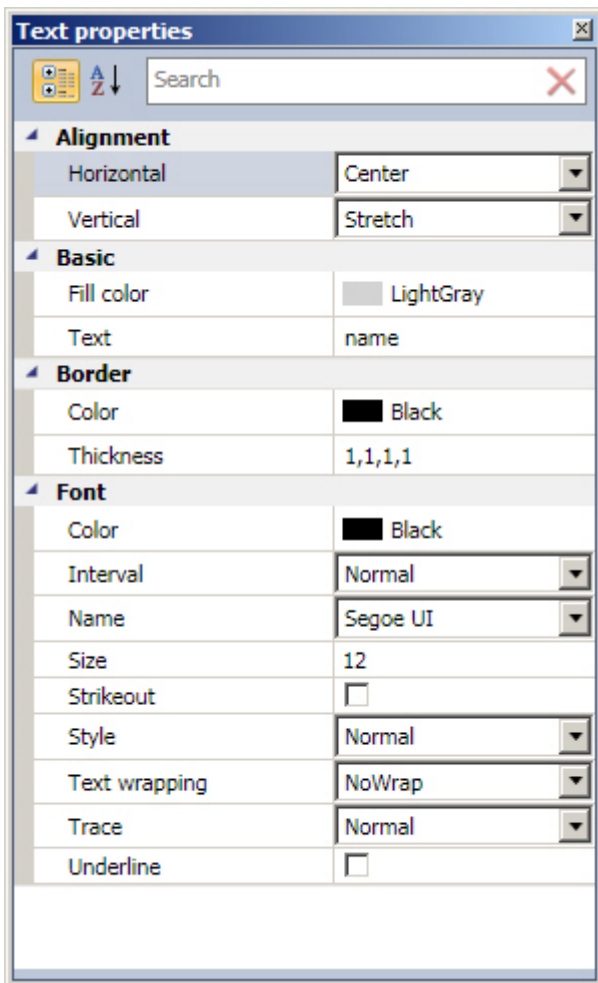 Text properties
A Z Search
Alignment
Horizontal Center
Vertical Stretch
Basic
Fill color LightGray
Text name
Border
Color Black
Thickness 1,1,1,1
Font
Color Black
Interval Normal
Name Segoe UI
Size 12
Strikeout
Style Normal
Text wrapping NoWrap
Trace Normal
Underline